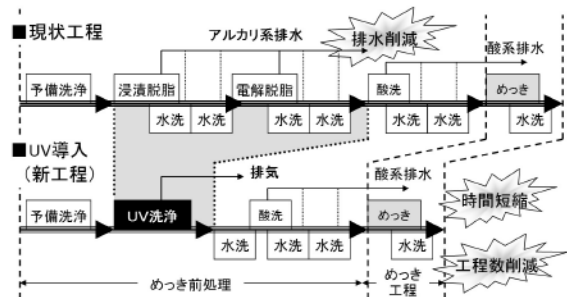 ■現状工程
アルカリ系排水
排水削減
酸系排水
予備洗浄
浸漬脱脂
電解脱脂
酸洗
めっき
水洗
水洗
水洗
水洗
水洗
水洗
水洗
■UV導入
(新工程)
排気
酸系排水
時間短縮
予備洗浄
UV洗浄
酸洗
めっき
水洗
水洗
水洗
水洗
工程数削減
めっき前処理
めっき
工程